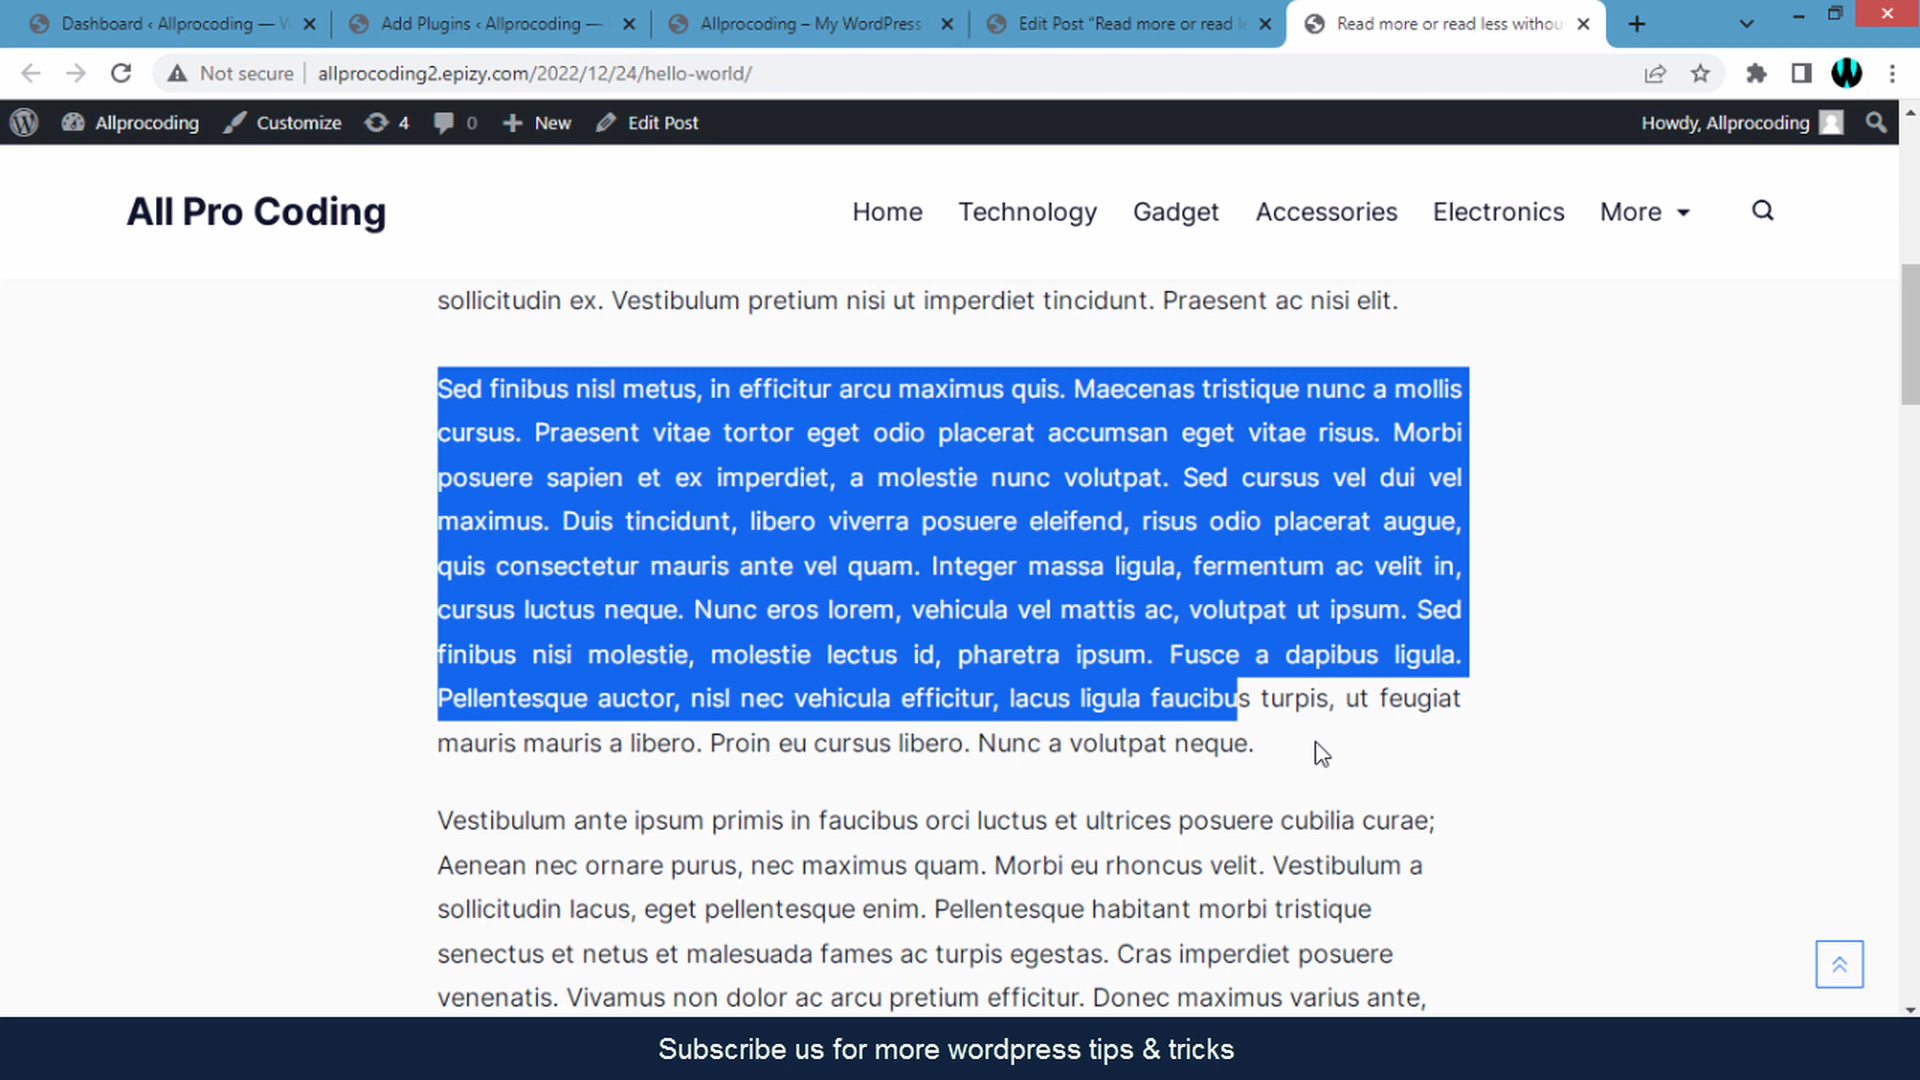 Dashboard ‹ Allprocoding — W
Add Plugins ‹ Allprocoding —
Allprocoding – My WordPress
Edit Post "Read more or read le
Read more or read less withou
Not secure
allprocoding2.epizy.com/2022/12/24/hello-world/
Allprocoding
Customize
4
0
New
Edit Post
Howdy, Allprocoding
All Pro Coding
Home
Technology
Gadget
Accessories
Electronics
More
sollicitudin ex. Vestibulum pretium nisi ut imperdiet tincidunt. Praesent ac nisi elit.
Sed finibus nisl metus, in efficitur arcu maximus quis. Maecenas tristique nunc a mollis
cursus. Praesent vitae tortor eget odio placerat accumsan eget vitae risus. Morbi
posuere sapien et ex imperdiet, a molestie nunc volutpat. Sed cursus vel dui vel
maximus. Duis tincidunt, libero viverra posuere eleifend, risus odio placerat augue,
quis consectetur mauris ante vel quam. Integer massa ligula, fermentum ac velit in,
cursus luctus neque. Nunc eros lorem, vehicula vel mattis ac, volutpat ut ipsum. Sed
finibus nisi molestie, molestie lectus id, pharetra ipsum. Fusce a dapibus ligula.
Pellentesque auctor, nisl nec vehicula efficitur, lacus ligula faucibus turpis, ut feugiat
mauris mauris a libero. Proin eu cursus libero. Nunc a volutpat neque.
Vestibulum ante ipsum primis in faucibus orci luctus et ultrices posuere cubilia curae;
Aenean nec ornare purus, nec maximus quam. Morbi eu rhoncus velit. Vestibulum a
sollicitudin lacus, eget pellentesque enim. Pellentesque habitant morbi tristique
senectus et netus et malesuada fames ac turpis egestas. Cras imperdiet posuere
venenatis. Vivamus non dolor ac arcu pretium efficitur. Donec maximus varius ante,
Subscribe us for more wordpress tips & tricks